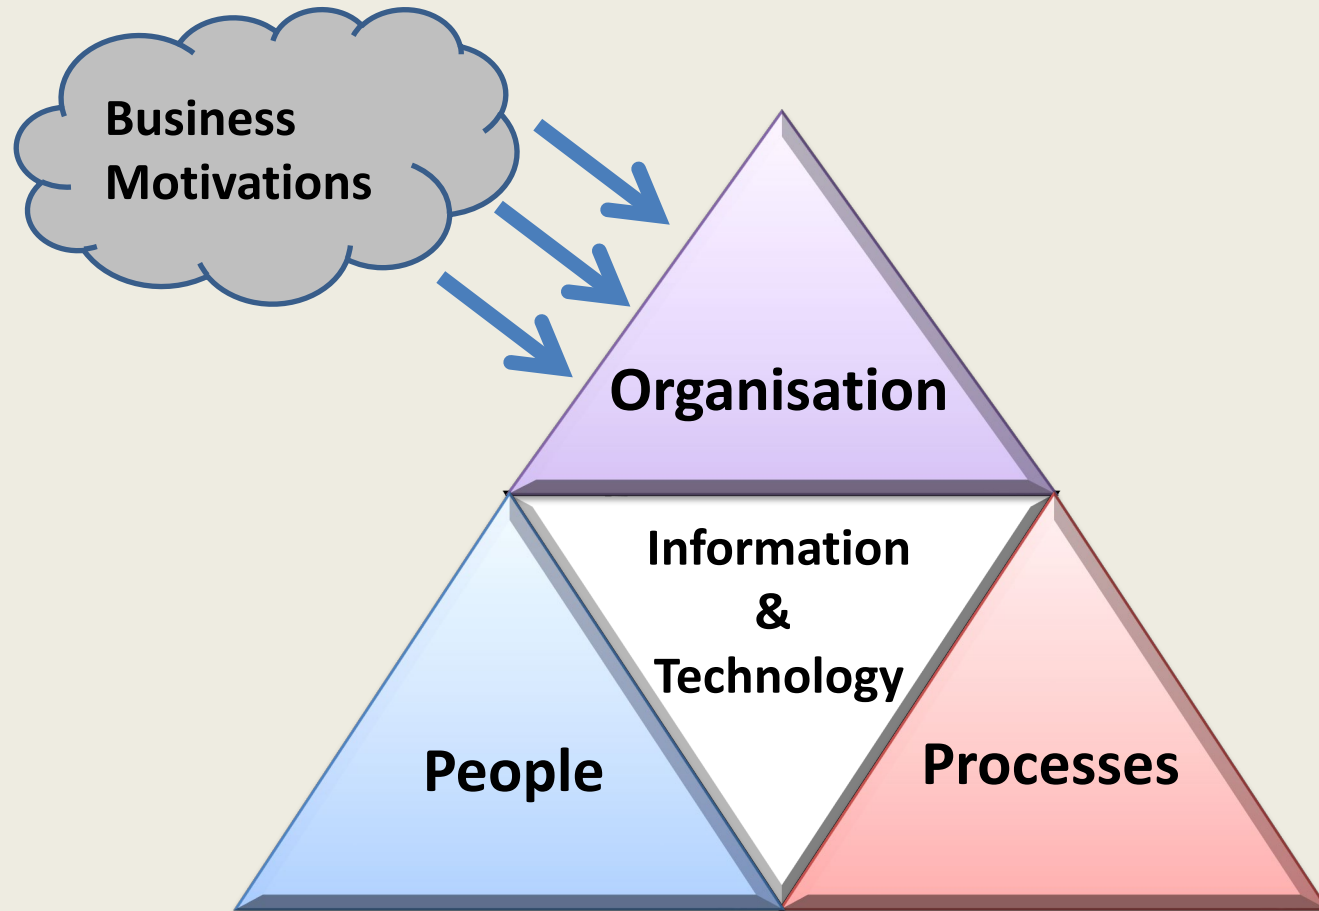 Business
Motivations
Organisation
Information
&
Technology
People
Processes